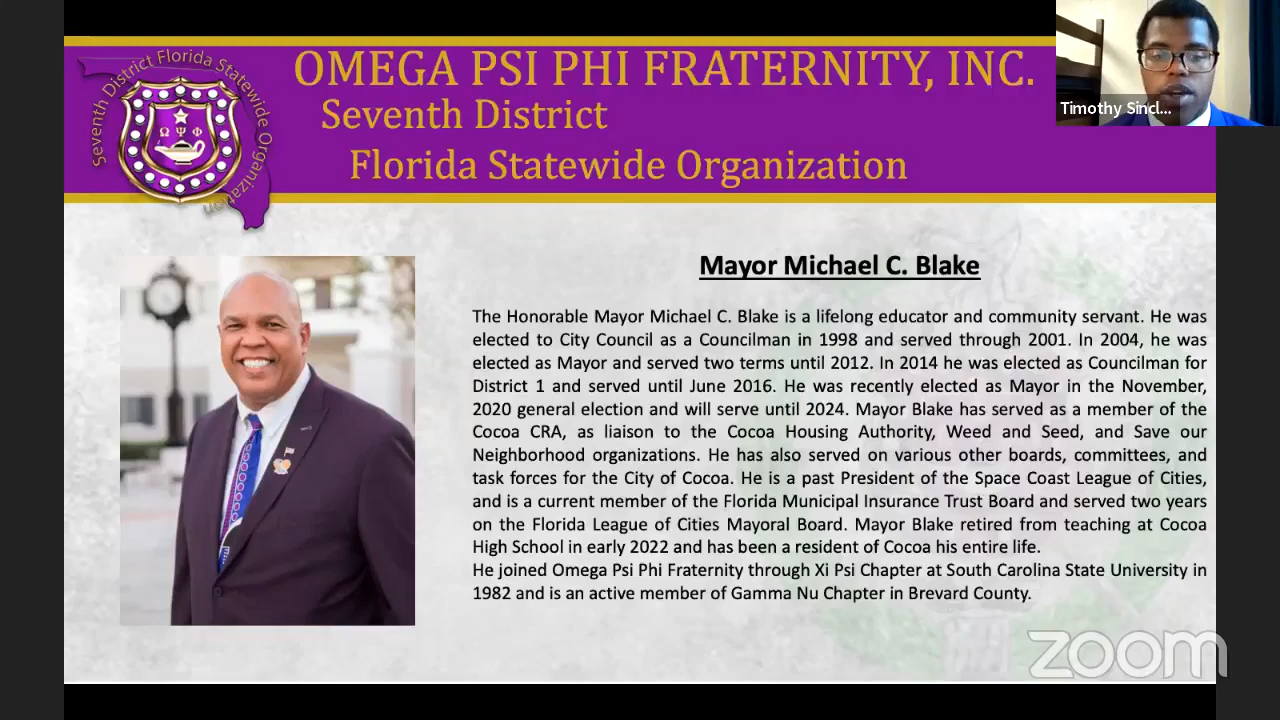 OMEGA PSI PHI FRATERNITY, INC.
Seventh District
Florida Statewide Organization
Seventh District Florida Statewide Organization
Ω Ψ Φ
Timothy Sincl...
Mayor Michael C. Blake
The Honorable Mayor Michael C. Blake is a lifelong educator and community servant. He was
elected to City Council as a Councilman in 1998 and served through 2001. In 2004, he was
elected as Mayor and served two terms until 2012. In 2014 he was elected as Councilman for
District 1 and served until June 2016. He was recently elected as Mayor in the November,
2020 general election and will serve until 2024. Mayor Blake has served as a member of the
Cocoa CRA, as liaison to the Cocoa Housing Authority, Weed and Seed, and Save our
Neighborhood organizations. He has also served on various other boards, committees, and
task forces for the City of Cocoa. He is a past President of the Space Coast League of Cities,
and is a current member of the Florida Municipal Insurance Trust Board and served two years
on the Florida League of Cities Mayoral Board. Mayor Blake retired from teaching at Cocoa
High School in early 2022 and has been a resident of Cocoa his entire life.
He joined Omega Psi Phi Fraternity through Xi Psi Chapter at South Carolina State University in
1982 and is an active member of Gamma Nu Chapter in Brevard County.
zoom